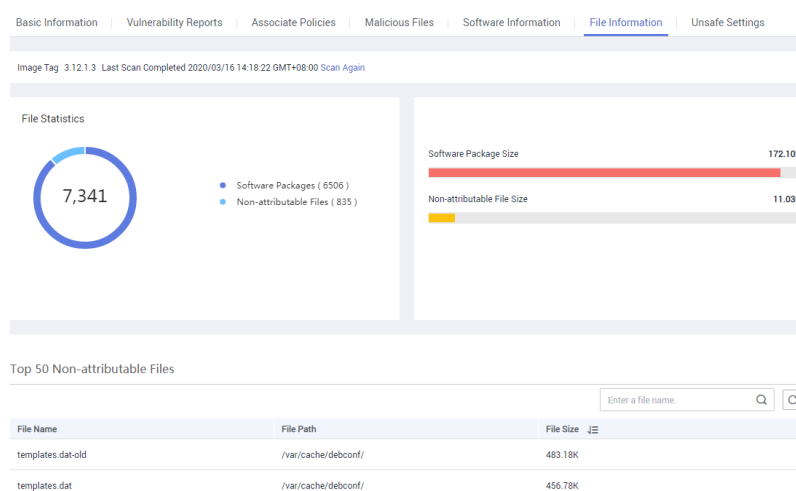 Basic Information Vulnerability Reports Associate Policies Malicious Files Software Information File Information Unsafe Settings
Image Tag 3.12.1.3 Last Scan Completed 2020/03/16 14:18:22 GMT+08:00 Scan Again
File Statistics
7,341
Software Packages ( 6506 )
Non-attributable Files ( 835 )
Software Package Size 172.10
Non-attributable File Size 11.03
Top 50 Non-attributable Files
Enter a file name.
File Name File Path File Size
templates.dat-old /var/cache/debconf/ 483.18K
templates.dat /var/cache/debconf/ 456.78K